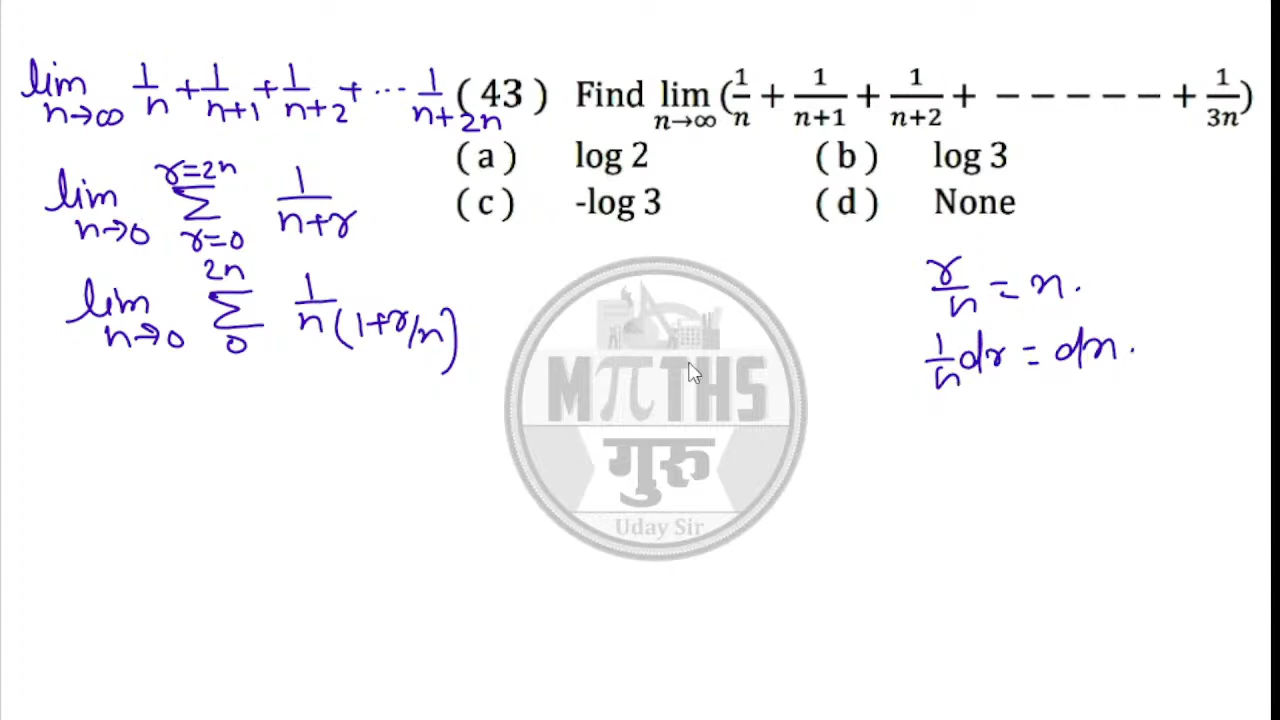 lim n→∞ 1/n + 1/n+1 + 1/n+2 + ... 1/n+2n
( 43 ) Find lim n→∞ (1/n + 1/n+1 + 1/n+2 + − − − − − − + 1/3n)
( a ) log 2 ( b ) log 3
( c ) -log 3 ( d ) None
lim n→0 r=2n Σ r=0 1/n+r
lim n→0 2n Σ 0 1/n(1+r/n)
r/n = x.
1/n dr = dx.
MπTHS
गुरु
Uday Sir